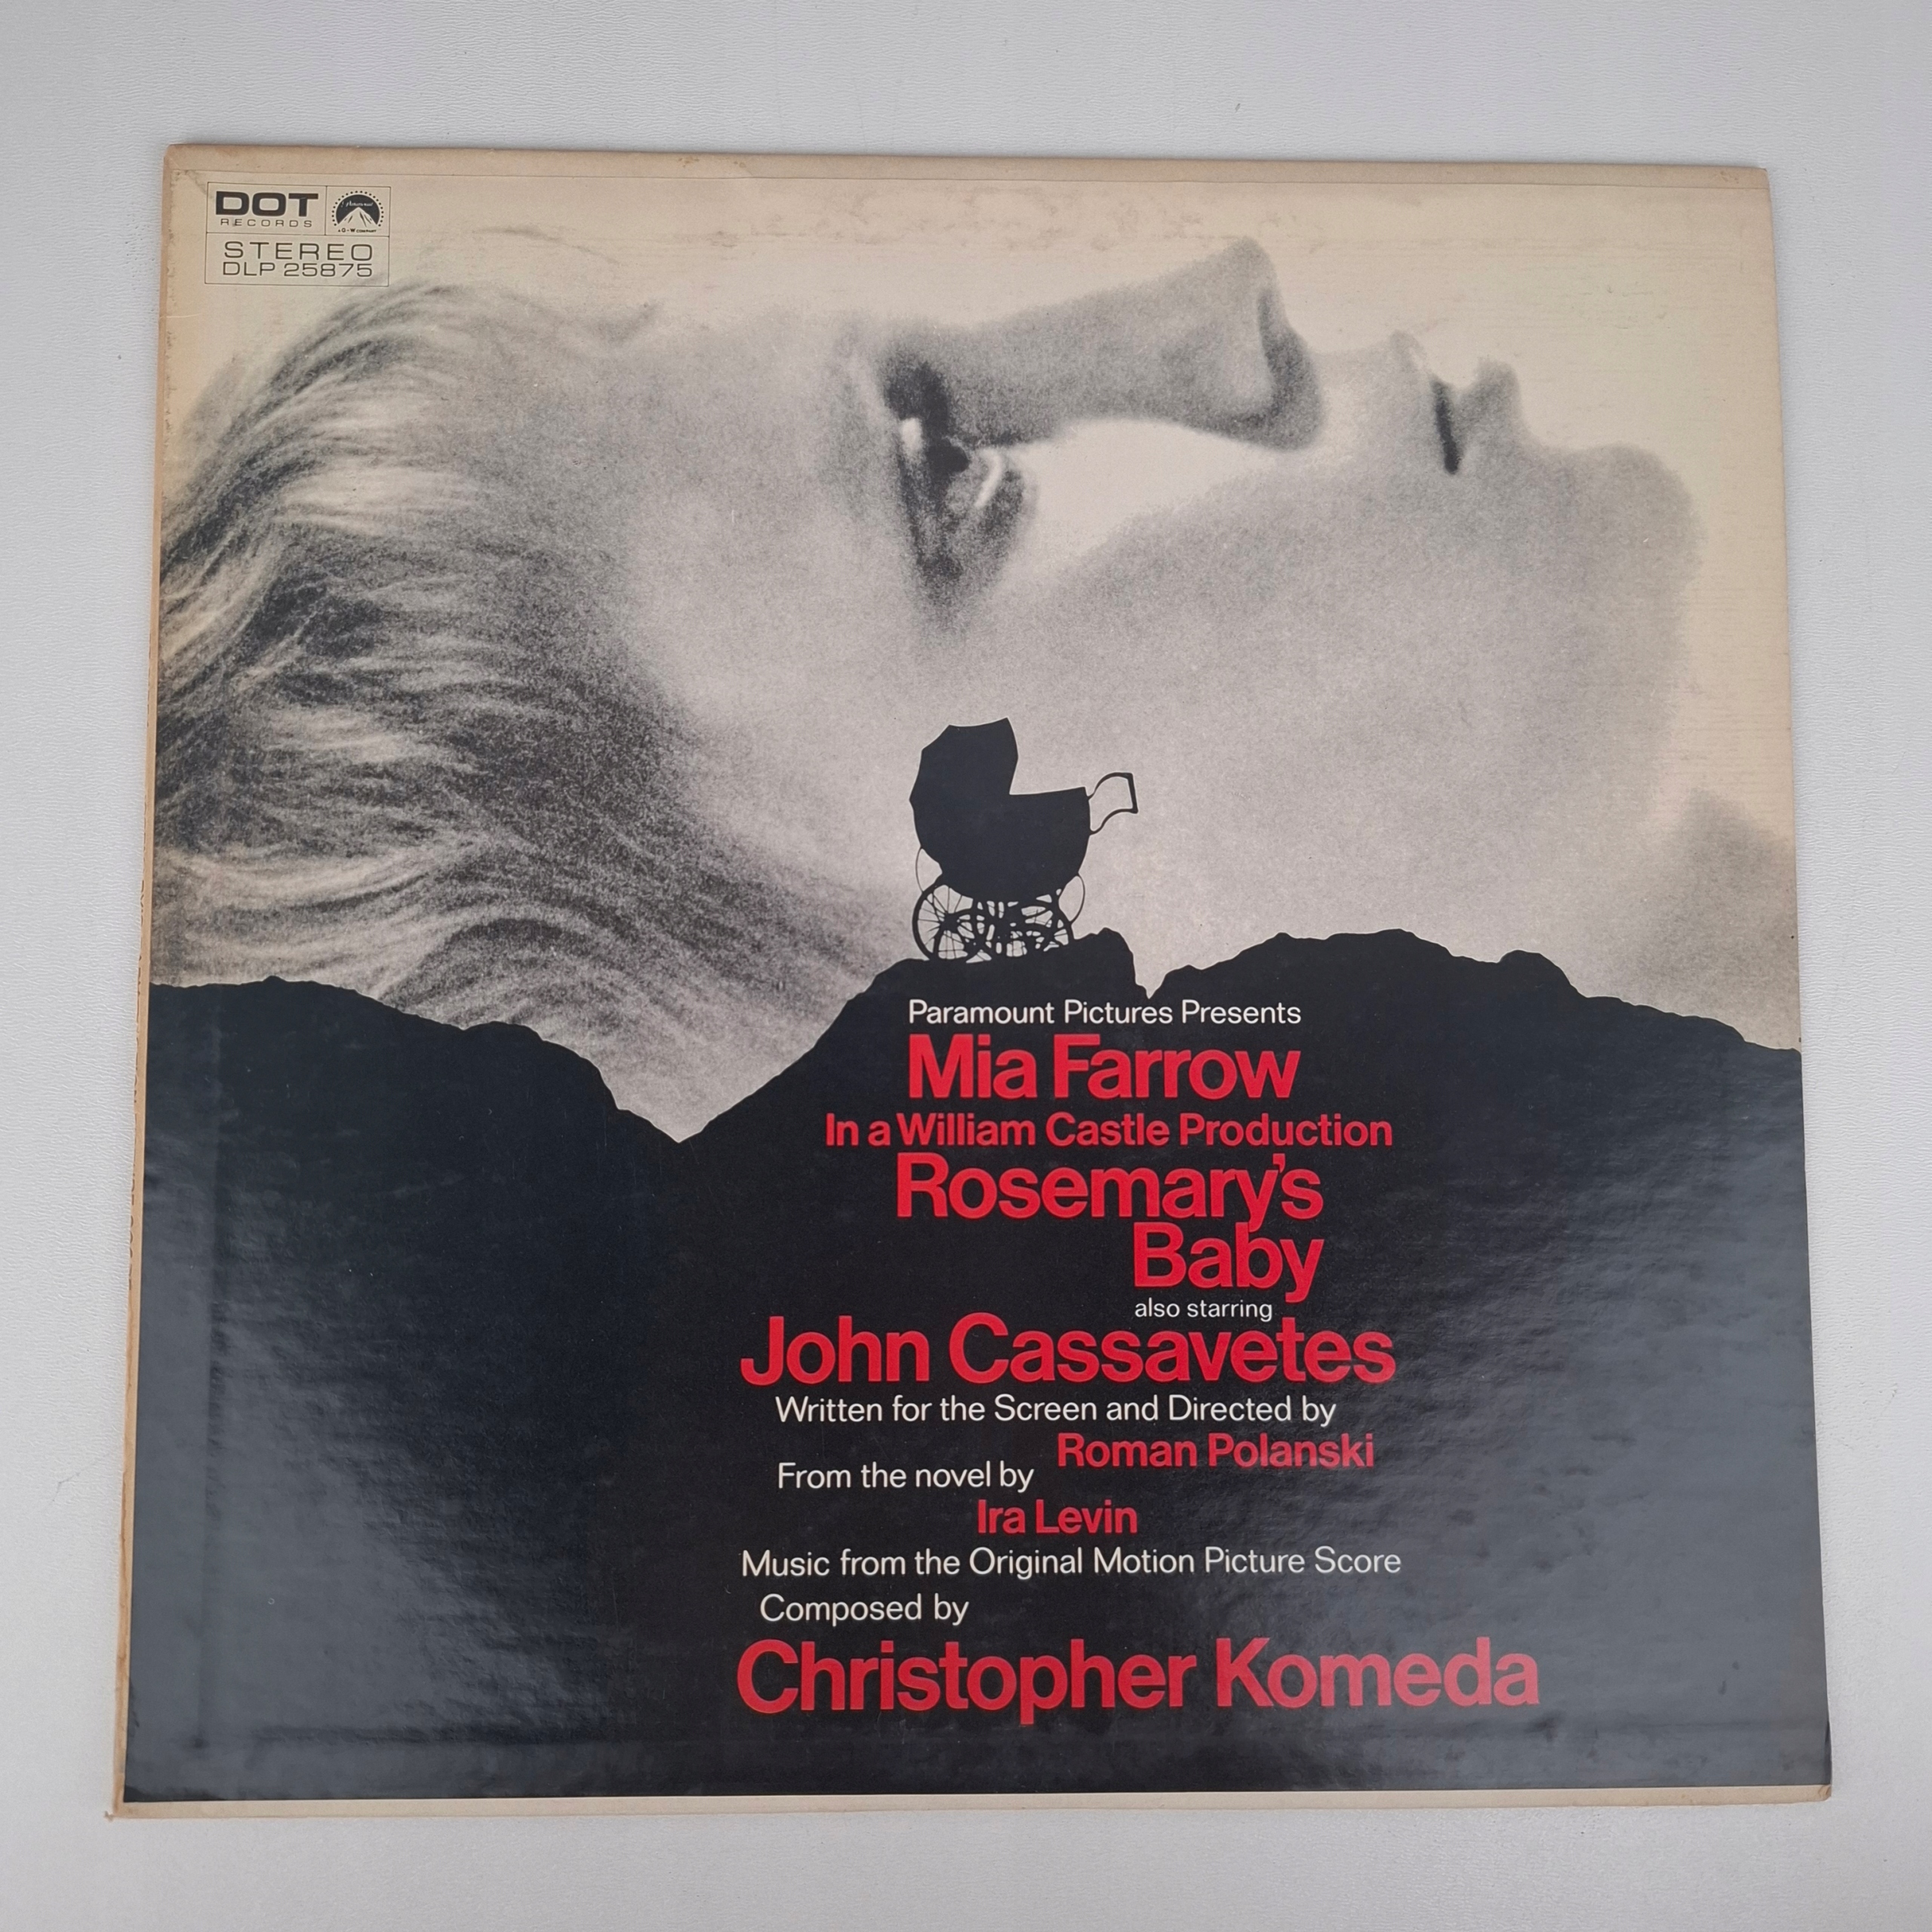 DOT
RECORDS
Paramount
A G+W COMPANY
STEREO
DLP 25875
Paramount Pictures Presents
Mia Farrow
In a William Castle Production
Rosemary's
Baby
also starring
John Cassavetes
Written for the Screen and Directed by
Roman Polanski
From the novel by
Ira Levin
Music from the Original Motion Picture Score
Composed by
Christopher Komeda